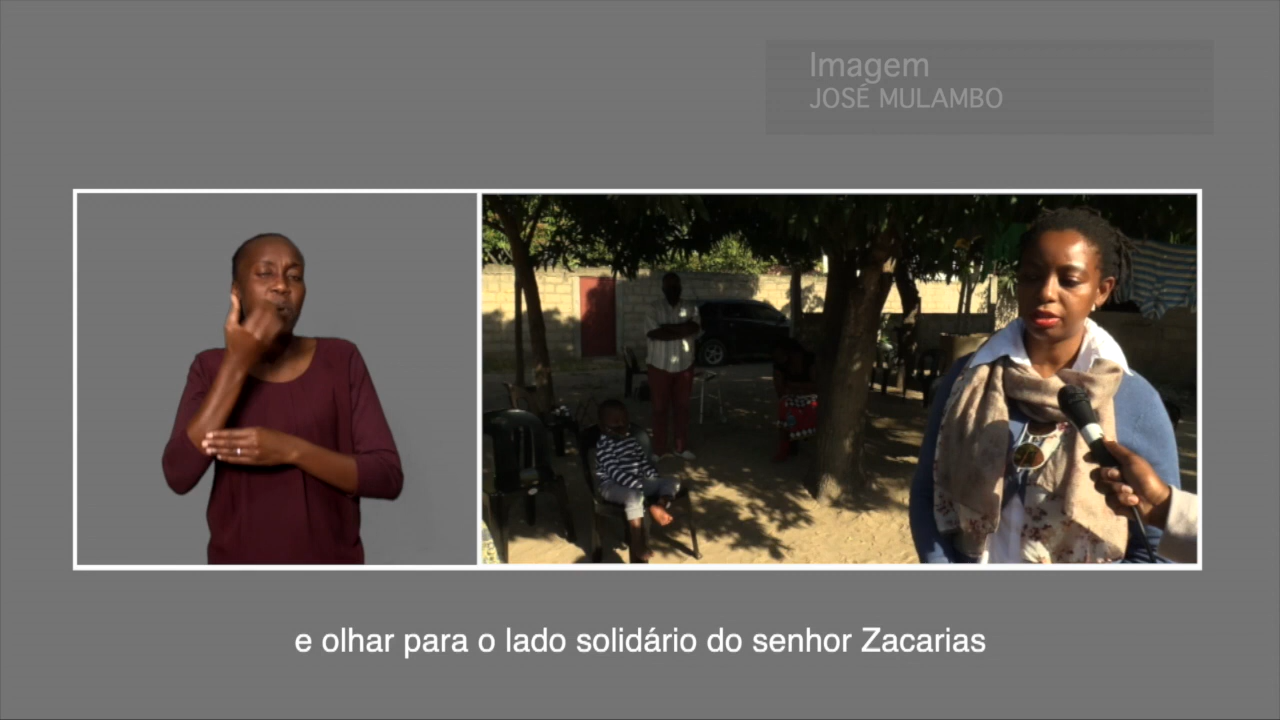 Imagem
JOSÉ MULAMBO
e olhar para o lado solidário do senhor Zacarias